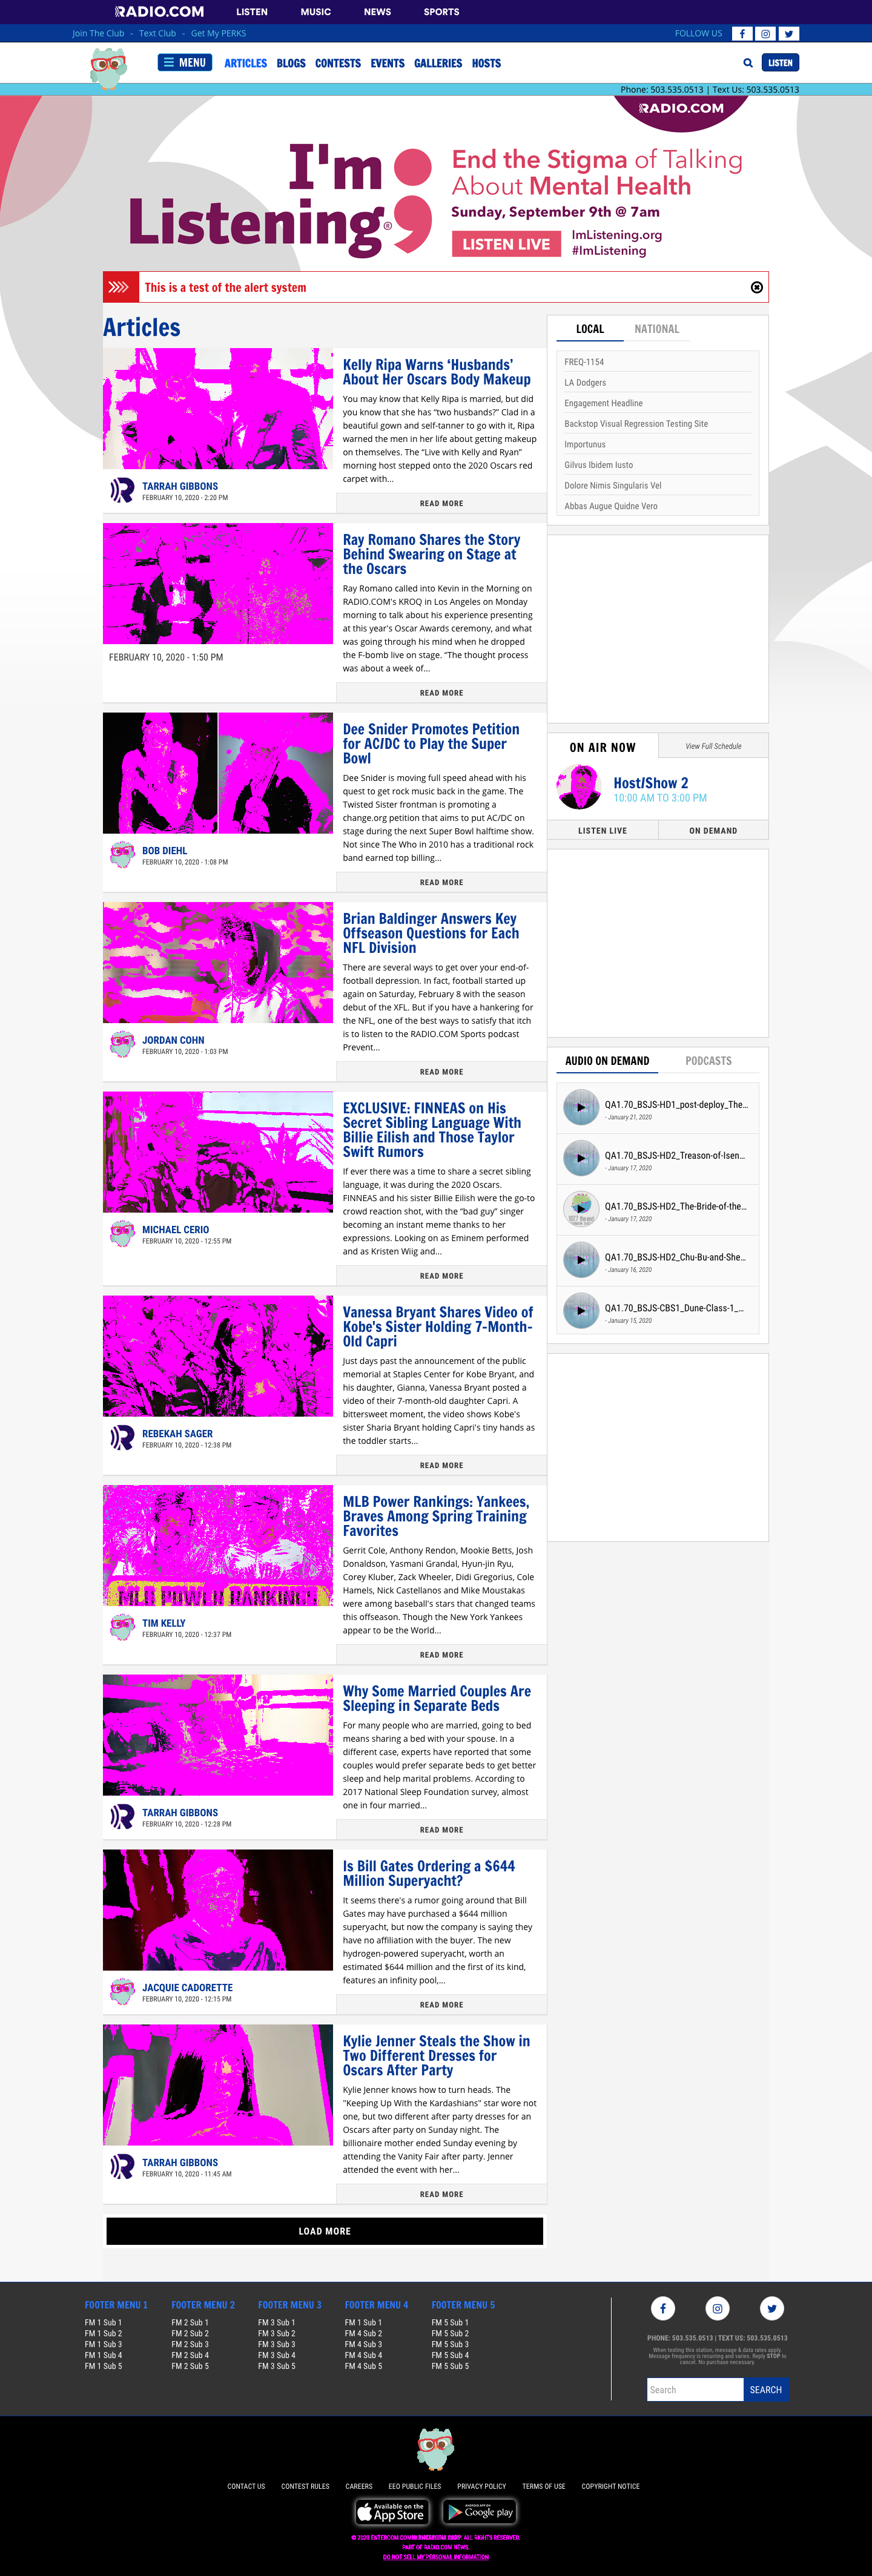 RADIO.COM LISTEN MUSIC NEWS SPORTS
Join The Club - Text Club - Get My PERKS FOLLOW US
MENU ARTICLES BLOGS CONTESTS EVENTS GALLERIES HOSTS LISTEN
Phone: 503.535.0513 | Text Us: 503.535.0513
RADIO.COM
I'm
Listening;®
End the Stigma of Talking
About Mental Health
Sunday, September 9th @ 7am
LISTEN LIVE
ImListening.org
#ImListening
This is a test of the alert system
Articles
Kelly Ripa Warns ‘Husbands’
About Her Oscars Body Makeup
You may know that Kelly Ripa is married, but did
you know that she has “two husbands?” Clad in a
beautiful gown and self-tanner to go with it, Ripa
warned the men in her life about getting makeup
on themselves. The “Live with Kelly and Ryan”
morning host stepped onto the 2020 Oscars red
carpet with...
TARRAH GIBBONS
FEBRUARY 10, 2020 - 2:20 PM
READ MORE
Ray Romano Shares the Story
Behind Swearing on Stage at
the Oscars
Ray Romano called into Kevin in the Morning on
RADIO.COM's KROQ in Los Angeles on Monday
morning to talk about his experience presenting
at this year's Oscar Awards ceremony, and what
was going through his mind when he dropped
the F-bomb live on stage. “The thought process
was about a week of...
FEBRUARY 10, 2020 - 1:50 PM
READ MORE
Dee Snider Promotes Petition
for AC/DC to Play the Super
Bowl
Dee Snider is moving full speed ahead with his
quest to get rock music back in the game. The
Twisted Sister frontman is promoting a
change.org petition that aims to put AC/DC on
stage during the next Super Bowl halftime show.
Not since The Who in 2010 has a traditional rock
band earned top billing...
BOB DIEHL
FEBRUARY 10, 2020 - 1:08 PM
READ MORE
Brian Baldinger Answers Key
Offseason Questions for Each
NFL Division
There are several ways to get over your end-of-
football depression. In fact, football started up
again on Saturday, February 8 with the season
debut of the XFL. But if you have a hankering for
the NFL, one of the best ways to satisfy that itch
is to listen to the RADIO.COM Sports podcast
Prevent...
JORDAN COHN
FEBRUARY 10, 2020 - 1:03 PM
READ MORE
EXCLUSIVE: FINNEAS on His
Secret Sibling Language With
Billie Eilish and Those Taylor
Swift Rumors
If ever there was a time to share a secret sibling
language, it was during the 2020 Oscars.
FINNEAS and his sister Billie Eilish were the go-to
crowd reaction shot, with the “bad guy” singer
becoming an instant meme thanks to her
expressions. Looking on as Eminem performed
and as Kristen Wiig and...
MICHAEL CERIO
FEBRUARY 10, 2020 - 12:55 PM
READ MORE
Vanessa Bryant Shares Video of
Kobe's Sister Holding 7-Month-
Old Capri
Just days past the announcement of the public
memorial at Staples Center for Kobe Bryant, and
his daughter, Gianna, Vanessa Bryant posted a
video of their 7-month-old daughter Capri. A
bittersweet moment, the video shows Kobe's
sister Sharia Bryant holding Capri's tiny hands as
the toddler starts...
REBEKAH SAGER
FEBRUARY 10, 2020 - 12:38 PM
READ MORE
MLB Power Rankings: Yankees,
Braves Among Spring Training
Favorites
Gerrit Cole, Anthony Rendon, Mookie Betts, Josh
Donaldson, Yasmani Grandal, Hyun-jin Ryu,
Corey Kluber, Zack Wheeler, Didi Gregorius, Cole
Hamels, Nick Castellanos and Mike Moustakas
were among baseball's stars that changed teams
this offseason. Though the New York Yankees
appear to be the World...
TIM KELLY
FEBRUARY 10, 2020 - 12:37 PM
READ MORE
Why Some Married Couples Are
Sleeping in Separate Beds
For many people who are married, going to bed
means sharing a bed with your spouse. In a
different case, experts have reported that some
couples would prefer separate beds to get better
sleep and help marital problems. According to
2017 National Sleep Foundation survey, almost
one in four married...
TARRAH GIBBONS
FEBRUARY 10, 2020 - 12:28 PM
READ MORE
Is Bill Gates Ordering a $644
Million Superyacht?
It seems there's a rumor going around that Bill
Gates may have purchased a $644 million
superyacht, but now the company is saying they
have no affiliation with the buyer. The new
hydrogen-powered superyacht, worth an
estimated $644 million and the first of its kind,
features an infinity pool,...
JACQUIE CADORETTE
FEBRUARY 10, 2020 - 12:15 PM
READ MORE
Kylie Jenner Steals the Show in
Two Different Dresses for
Oscars After Party
Kylie Jenner knows how to turn heads. The
"Keeping Up With the Kardashians" star wore not
one, but two different after party dresses for an
Oscars after party on Sunday night. The
billionaire mother ended Sunday evening by
attending the Vanity Fair after party. Jenner
attended the event with her...
TARRAH GIBBONS
FEBRUARY 10, 2020 - 11:45 AM
READ MORE
LOAD MORE
LOCAL NATIONAL
FREQ-1154
LA Dodgers
Engagement Headline
Backstop Visual Regression Testing Site
Importunus
Gilvus Ibidem Iusto
Dolore Nimis Singularis Vel
Abbas Augue Quidne Vero
ON AIR NOW View Full Schedule
Host/Show 2
10:00 AM TO 3:00 PM
LISTEN LIVE ON DEMAND
AUDIO ON DEMAND PODCASTS
QA1.70_BSJS-HD1_post-deploy_The...
- January 21, 2020
QA1.70_BSJS-HD2_Treason-of-Isen...
- January 17, 2020
QA1.70_BSJS-HD2_The-Bride-of-the...
- January 17, 2020
QA1.70_BSJS-HD2_Chu-Bu-and-She...
- January 16, 2020
QA1.70_BSJS-CBS1_Dune-Class-1_...
- January 15, 2020
FOOTER MENU 1 FOOTER MENU 2 FOOTER MENU 3 FOOTER MENU 4 FOOTER MENU 5
FM 1 Sub 1 FM 2 Sub 1 FM 3 Sub 1 FM 1 Sub 1 FM 5 Sub 1
FM 1 Sub 2 FM 2 Sub 2 FM 3 Sub 2 FM 4 Sub 2 FM 5 Sub 2
FM 1 Sub 3 FM 2 Sub 3 FM 3 Sub 3 FM 4 Sub 3 FM 5 Sub 3
FM 1 Sub 4 FM 2 Sub 4 FM 3 Sub 4 FM 4 Sub 4 FM 5 Sub 4
FM 1 Sub 5 FM 2 Sub 5 FM 3 Sub 5 FM 4 Sub 5 FM 5 Sub 5
PHONE: 503.535.0513 | TEXT US: 503.535.0513
When texting this station, message & data rates apply.
Message frequency is recurring and varies. Reply STOP to
cancel. No purchase necessary.
Search SEARCH
CONTACT US CONTEST RULES CAREERS EEO PUBLIC FILES PRIVACY POLICY TERMS OF USE COPYRIGHT NOTICE
Available on the
App Store
ANDROID APP ON
Google play
ALL RIGHTS RESERVED.
PART OF RADIO.COM NEWS
DO NOT SELL MY PERSONAL INFORMATION